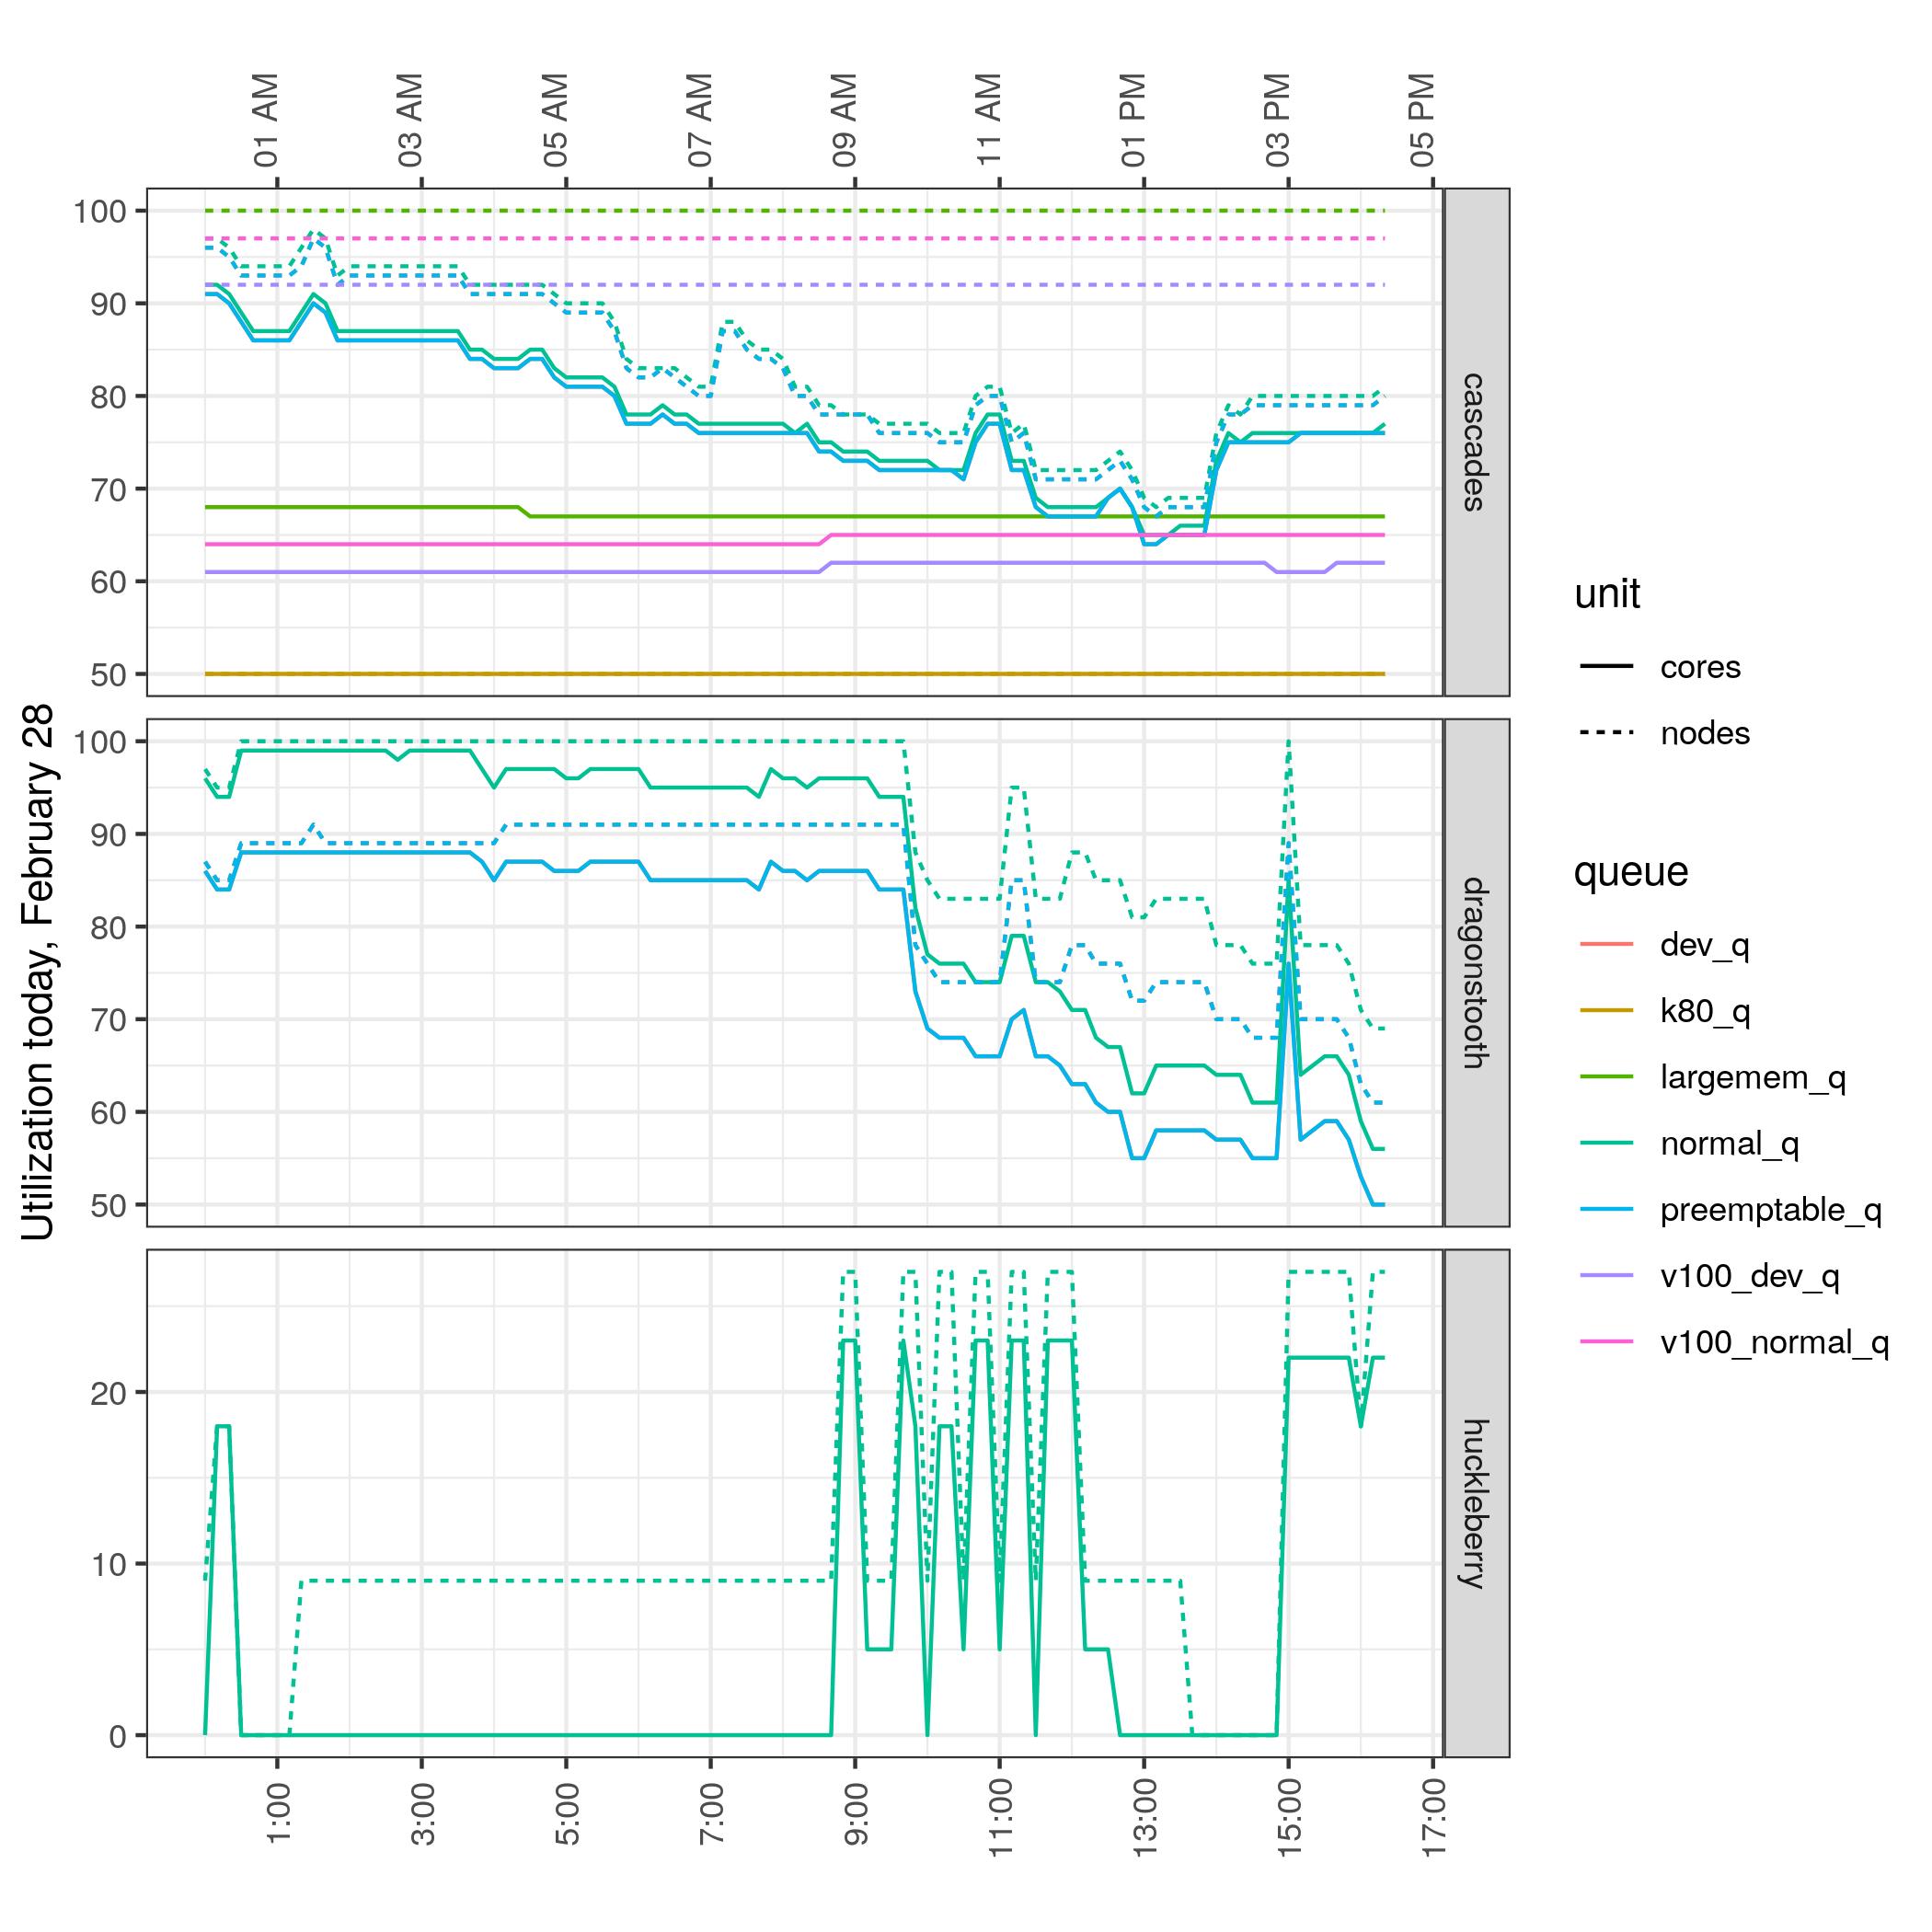 01 AM
03 AM
05 AM
07 AM
09 AM
11 AM
01 PM
03 PM
05 PM
Utilization today, February 28
100
90
80
70
60
50
cascades
100
90
80
70
60
50
dragonstooth
20
10
0
huckleberry
1:00
3:00
5:00
7:00
9:00
11:00
13:00
15:00
17:00
unit
cores
nodes
queue
dev_q
k80_q
largemem_q
normal_q
preemptable_q
v100_dev_q
v100_normal_q